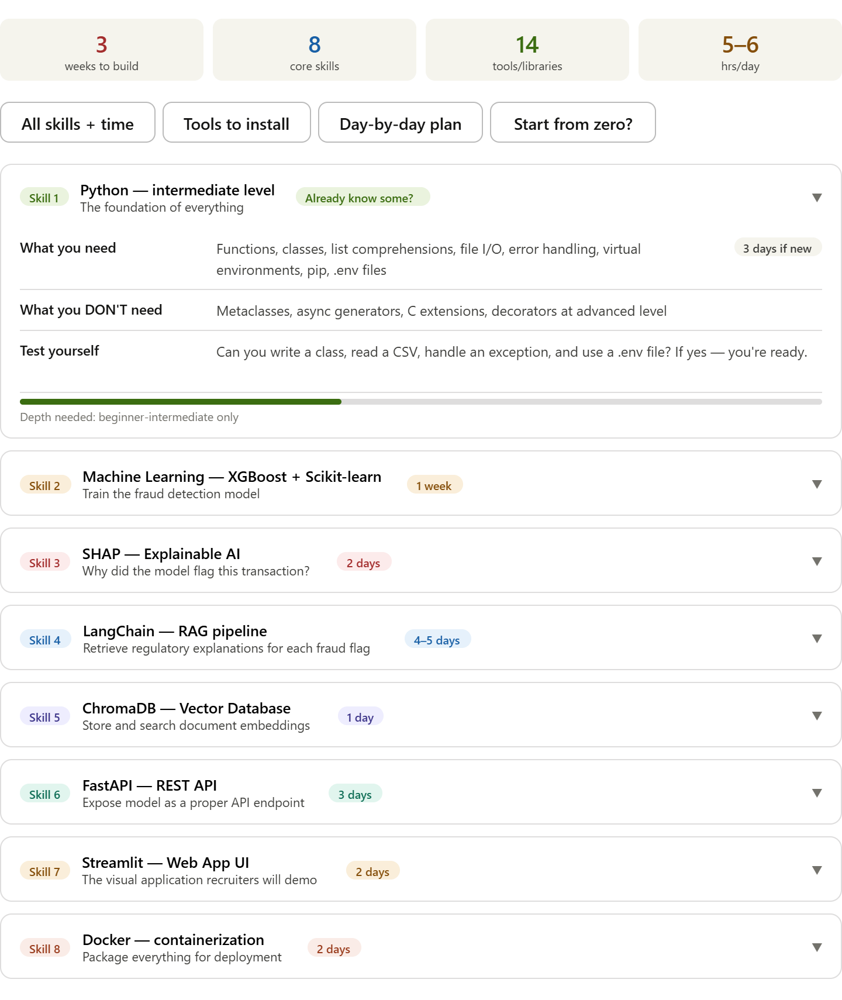 3
weeks to build
8
core skills
14
tools/libraries
5–6
hrs/day
All skills + time
Tools to install
Day-by-day plan
Start from zero?
Skill 1
Python — intermediate level
The foundation of everything
Already know some?
▼
What you need
Functions, classes, list comprehensions, file I/O, error handling, virtual
environments, pip, .env files
3 days if new
What you DON'T need
Metaclasses, async generators, C extensions, decorators at advanced level
Test yourself
Can you write a class, read a CSV, handle an exception, and use a .env file? If yes — you're ready.
Depth needed: beginner-intermediate only
Skill 2
Machine Learning — XGBoost + Scikit-learn
Train the fraud detection model
1 week
▼
Skill 3
SHAP — Explainable AI
Why did the model flag this transaction?
2 days
▼
Skill 4
LangChain — RAG pipeline
Retrieve regulatory explanations for each fraud flag
4–5 days
▼
Skill 5
ChromaDB — Vector Database
Store and search document embeddings
1 day
▼
Skill 6
FastAPI — REST API
Expose model as a proper API endpoint
3 days
▼
Skill 7
Streamlit — Web App UI
The visual application recruiters will demo
2 days
▼
Skill 8
Docker — containerization
Package everything for deployment
2 days
▼